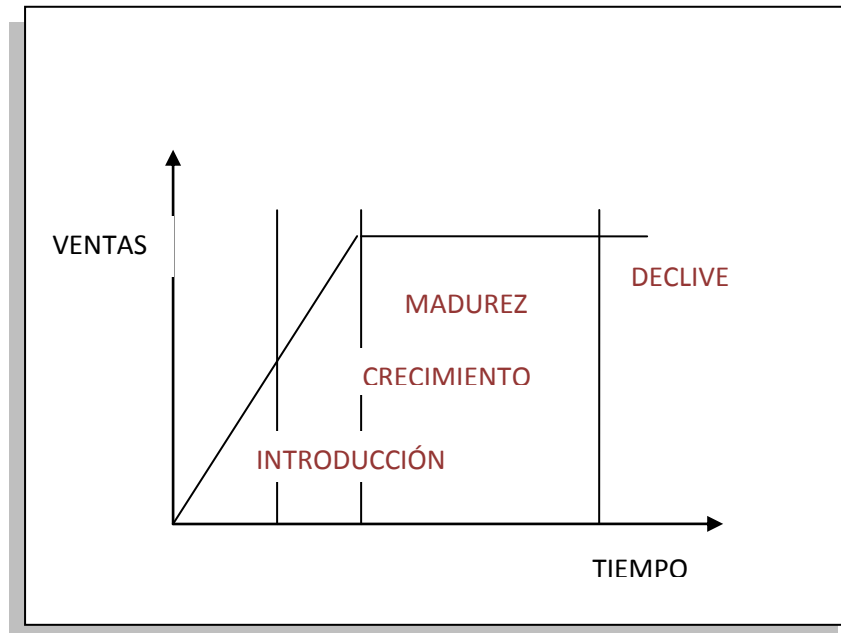 VENTAS
DECLIVE
MADUREZ
CRECIMIENTO
INTRODUCCIÓN
TIEMPO